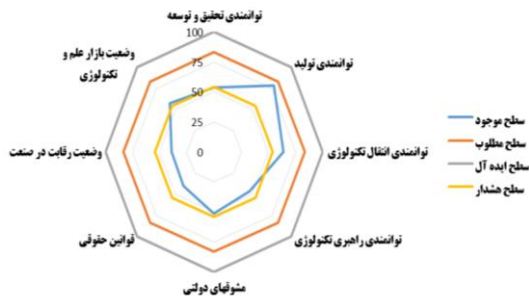 توانمندی تحقیق و توسعه
100
75
50
25
0
توانمندی تولید
توانمندی انتقال تکنولوژی
توانمندی راهبری تکنولوژی
مشوقهای دولتی
قوانین حقوقی
وضعیت رقابت در صنعت
وضعیت بازار علم و
تکنولوژی
سطح موجود
سطح مطلوب
سطح ایده آل
سطح هشدار